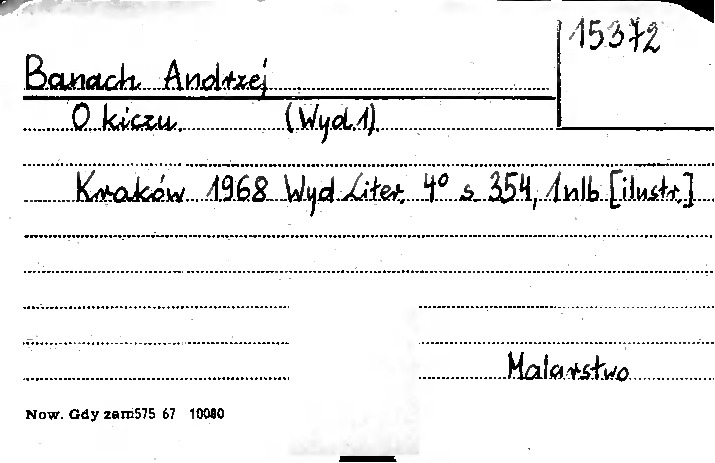 15372
Banach Andrzej
O kiczu. (Wyd.1).
Kraków 1968 Wyd Liter. 4° s 354, 1nlb [ilustr.]
Malarstwo
Now. Gdy zam575 67 10080